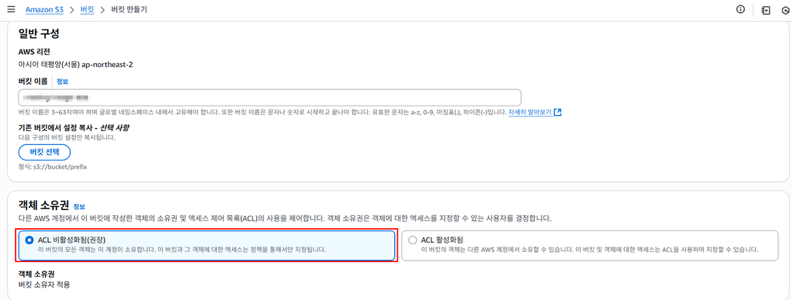 Amazon S3 > 버킷 > 버킷 만들기
일반 구성
AWS 리전
아시아 태평양(서울) ap-northeast-2
버킷 이름 정보
버킷 이름은 3~63자여야 하며 글로벌 네임스페이스 내에서 고유해야 합니다. 또한 버킷 이름은 문자나 숫자로 시작하고 끝나야 합니다. 유효한 문자는 a-z, 0-9, 마침표(.), 하이픈(-)입니다. 자세히 알아보기
기존 버킷에서 설정 복사 - 선택 사항
다음 구성의 버킷 설정만 복사됩니다.
버킷 선택
형식: s3://bucket/prefix
객체 소유권 정보
다른 AWS 계정에서 이 버킷에 작성한 객체의 소유권 및 액세스 제어 목록(ACL)의 사용을 제어합니다. 객체 소유권은 객체에 대한 액세스를 지정할 수 있는 사용자를 결정합니다.
ACL 비활성화됨(권장)
이 버킷의 모든 객체는 이 계정이 소유합니다. 이 버킷과 그 객체에 대한 액세스는 정책을 통해서만 지정됩니다.
ACL 활성화됨
이 버킷의 객체는 다른 AWS 계정에서 소유할 수 있습니다. 이 버킷 및 객체에 대한 액세스는 ACL을 사용하여 지정할 수 있습니다.
객체 소유권
버킷 소유자 적용